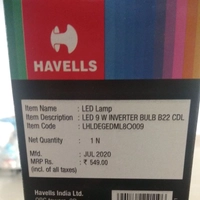 HAVELLS
Item Name : LED Lamp
Item Description : LED 9 W INVERTER BULB B22 CDL
Item Code : LHLDEGEDML8O009
Net Quantity : 1 N
Mfd. : JUL 2020
MRP Rs. : ₹ 549.00
(incl. of all taxes)
Havells India Ltd.